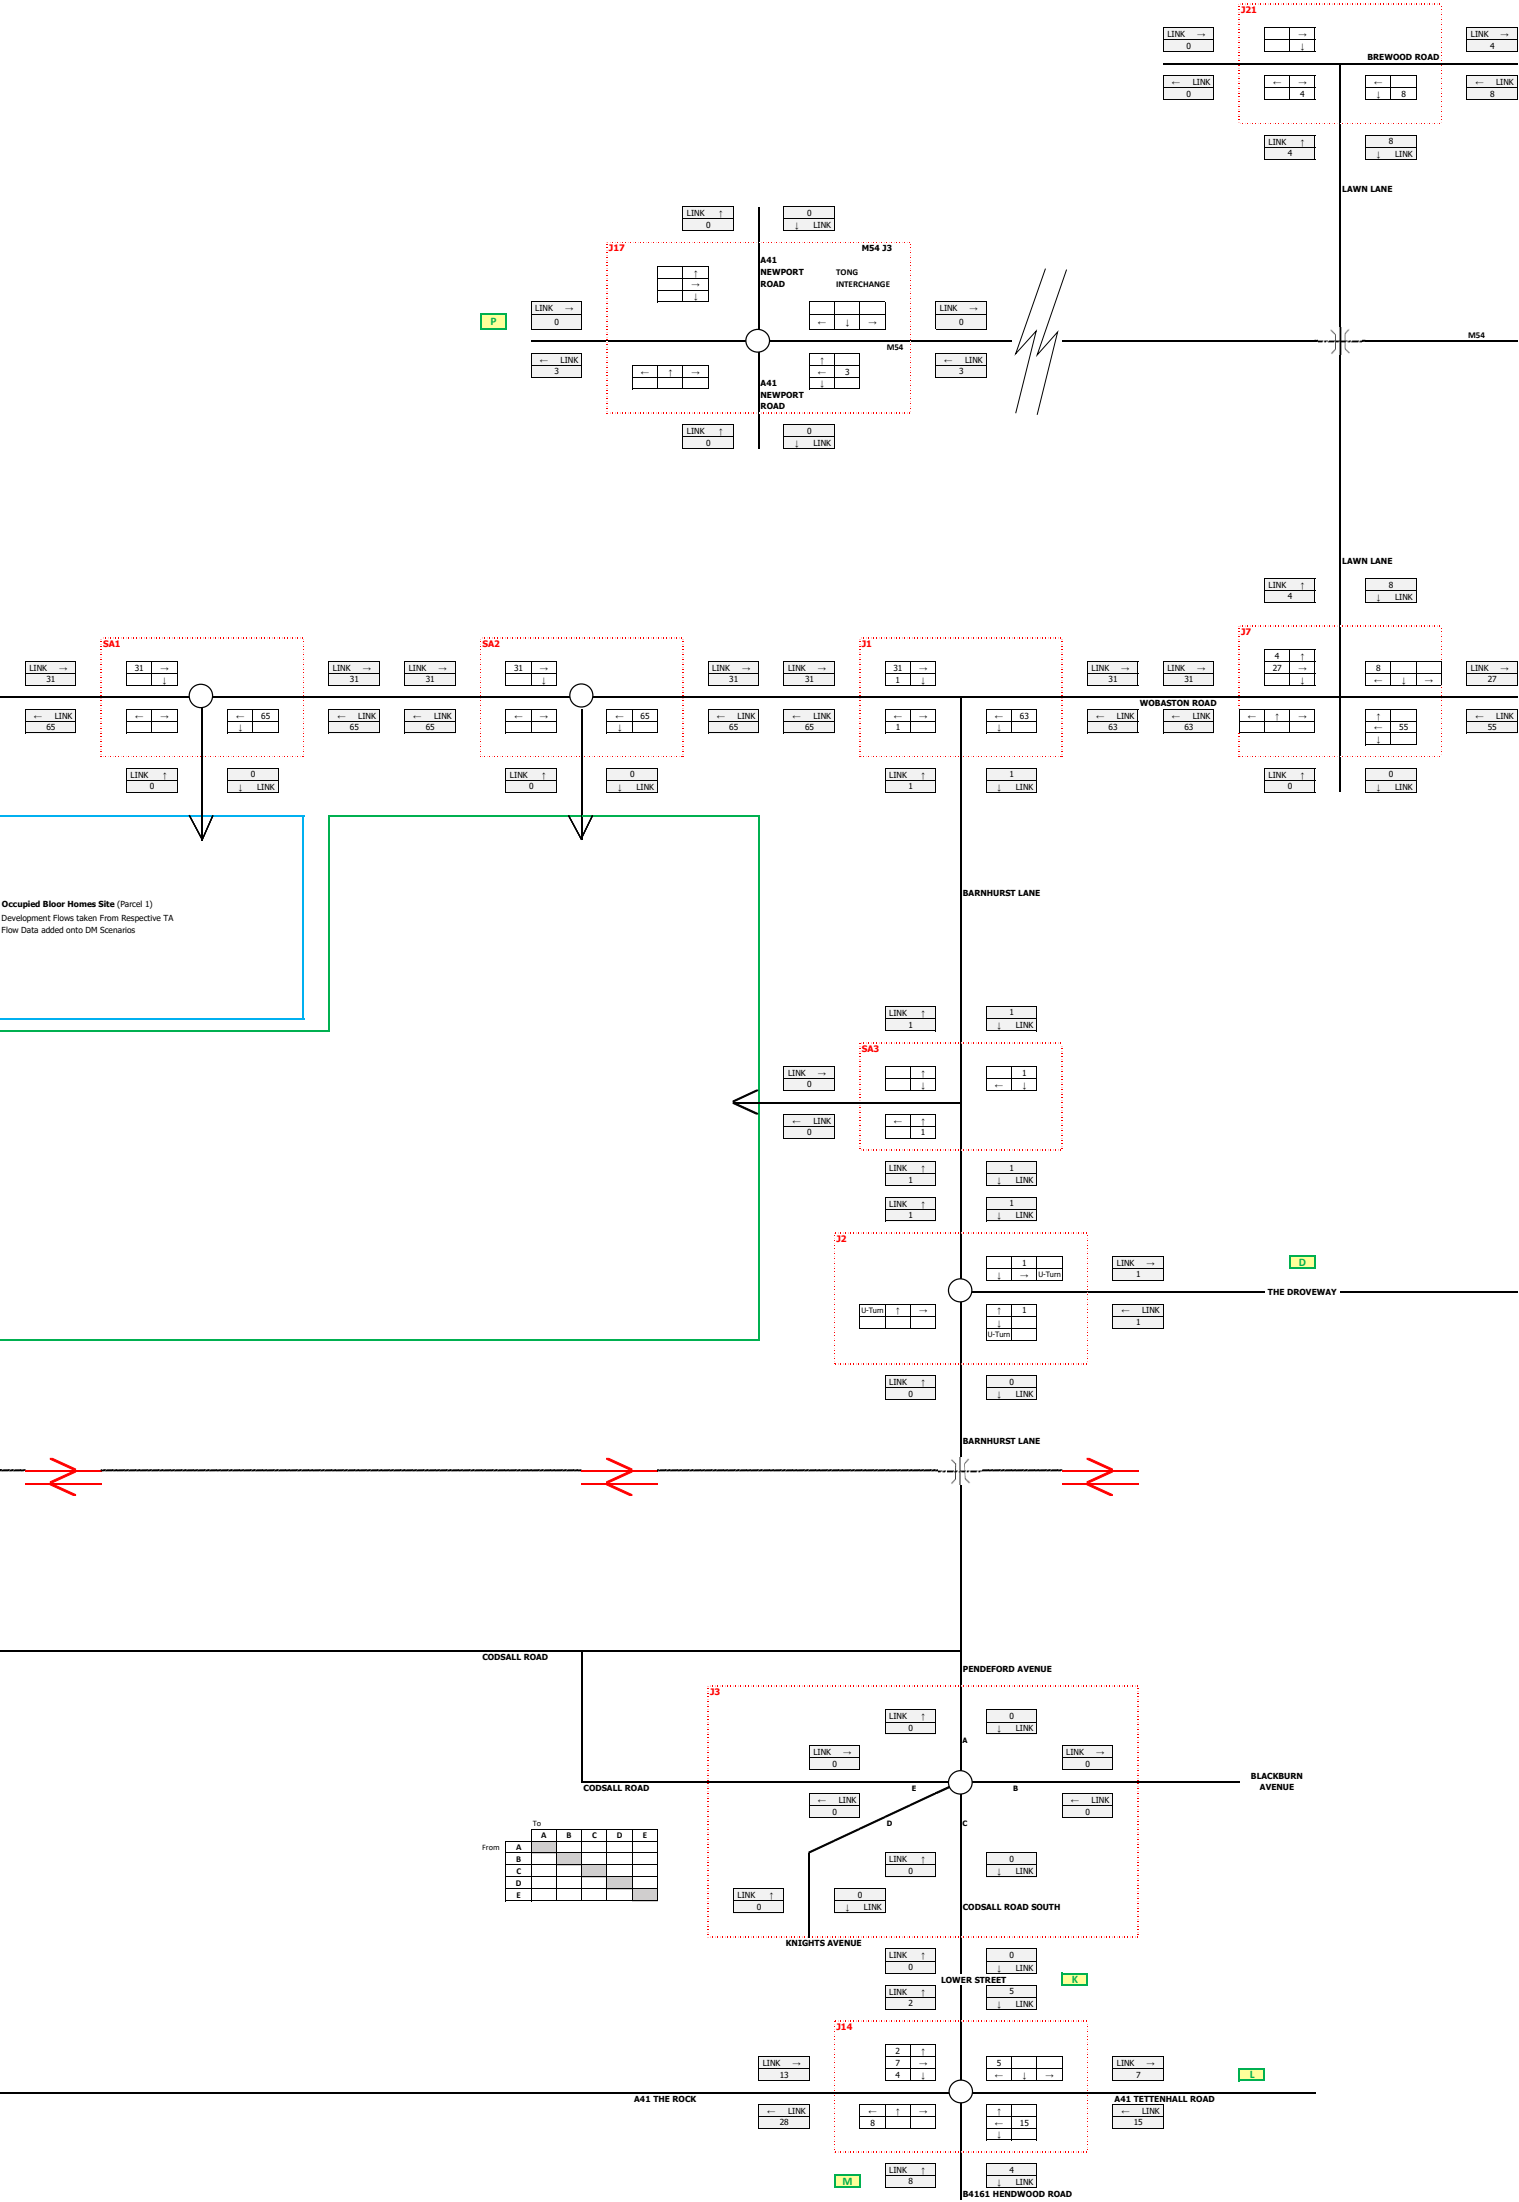 J21
LINK →
0
→
↓
LINK →
4
BREWOOD ROAD
← LINK
0
← →
4
←
↓ 8
← LINK
8
LINK ↑
4
8
↓ LINK
LAWN LANE
LINK ↑
0
0
↓ LINK
J17
M54 J3
A41
NEWPORT
ROAD
TONG
INTERCHANGE
↑
→
↓
P
LINK →
0
← ↓ →
LINK →
0
M54
M54
← LINK
3
← ↑ →
↑
← 3
↓
← LINK
3
A41
NEWPORT
ROAD
LINK ↑
0
0
↓ LINK
LAWN LANE
LINK ↑
4
8
↓ LINK
SA1
LINK →
31
31 →
↓
LINK →
31
← LINK
65
← →
← 65
↓
← LINK
65
LINK ↑
0
0
↓ LINK
SA2
LINK →
31
31 →
↓
LINK →
31
← LINK
65
← →
← 65
↓
← LINK
65
LINK ↑
0
0
↓ LINK
J1
LINK →
31
31 →
1 ↓
LINK →
31
← LINK
65
← →
1
← 63
↓
← LINK
63
LINK ↑
1
1
↓ LINK
WOBASTON ROAD
J7
LINK →
31
4 ↑
27 →
↓
8
← ↓ →
LINK →
27
← LINK
63
← ↑ →
↑
← 55
↓
← LINK
55
LINK ↑
0
0
↓ LINK
Occupied Bloor Homes Site (Parcel 1)
Development Flows taken From Respective TA
Flow Data added onto DM Scenarios
BARNHURST LANE
LINK ↑
1
1
↓ LINK
SA3
LINK →
0
↑
↓
1
← ↓
← LINK
0
← ↑
1
LINK ↑
1
1
↓ LINK
LINK ↑
1
1
↓ LINK
J2
1
↓ → U-Turn
LINK →
1
D
THE DROVEWAY
U-Turn ↑ →
↑ 1
↓
U-Turn
← LINK
1
LINK ↑
0
0
↓ LINK
BARNHURST LANE
CODSALL ROAD
PENDEFORD AVENUE
J3
LINK ↑
0
0
↓ LINK
A
LINK →
0
LINK →
0
CODSALL ROAD
E
B
BLACKBURN
AVENUE
← LINK
0
← LINK
0
D
C
To
A B C D E
From A
B
C
D
E
LINK ↑
0
0
↓ LINK
LINK ↑
0
0
↓ LINK
CODSALL ROAD SOUTH
KNIGHTS AVENUE
LINK ↑
0
0
↓ LINK
LOWER STREET
K
LINK ↑
2
5
↓ LINK
J14
LINK →
13
2 ↑
7 →
4 ↓
5
← ↓ →
LINK →
7
L
A41 THE ROCK
A41 TETTENHALL ROAD
← LINK
28
← ↑ →
8
↑
← 15
↓
← LINK
15
M
LINK ↑
8
4
↓ LINK
B4161 HENDWOOD ROAD